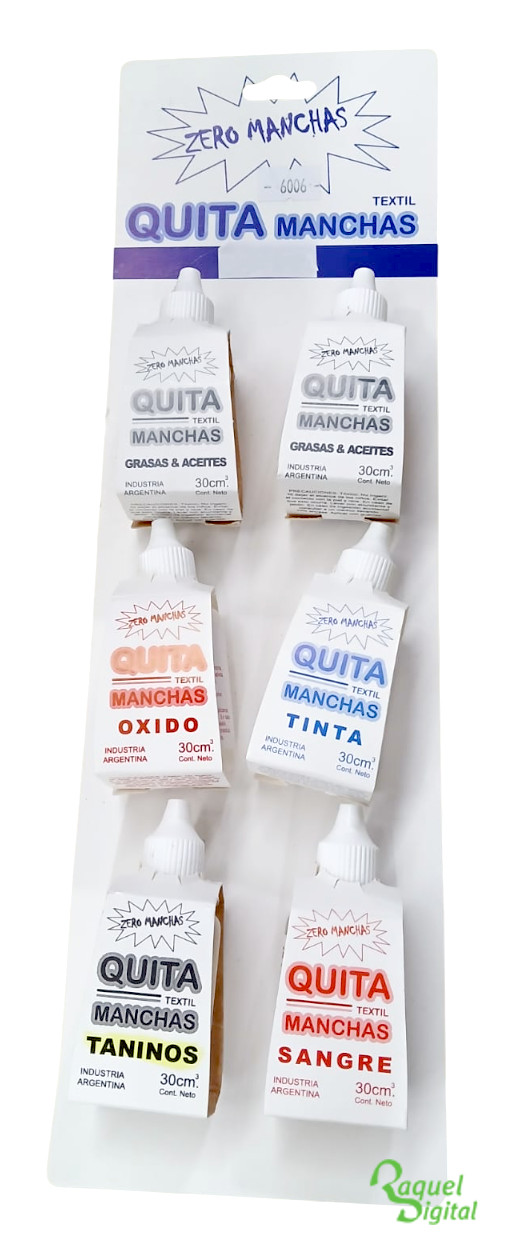 ZERO MANCHAS
- 6006 -
TEXTIL
QUITA MANCHAS
ZERO MANCHAS
QUITA
TEXTIL
MANCHAS
GRASAS & ACEITES
INDUSTRIA
ARGENTINA
30cm³.
Cont. Neto
ZERO MANCHAS
QUITA
TEXTIL
MANCHAS
GRASAS & ACEITES
INDUSTRIA
ARGENTINA
30cm³.
Cont. Neto
ZERO MANCHAS
QUITA
TEXTIL
MANCHAS
OXIDO
INDUSTRIA
ARGENTINA
30cm³.
Cont. Neto
ZERO MANCHAS
QUITA
TEXTIL
MANCHAS
TINTA
INDUSTRIA
ARGENTINA
30cm³.
Cont. Neto
ZERO MANCHAS
QUITA
TEXTIL
MANCHAS
TANINOS
INDUSTRIA
ARGENTINA
30cm³.
Cont. Neto
ZERO MANCHAS
QUITA
TEXTIL
MANCHAS
SANGRE
INDUSTRIA
ARGENTINA
30cm³.
Cont. Neto
Raquel
Digital